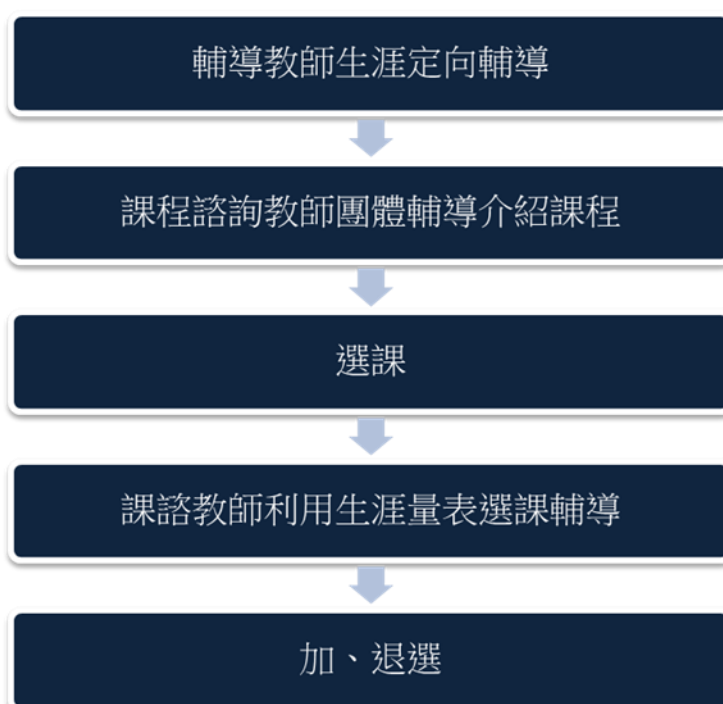 輔導教師生涯定向輔導
課程諮詢教師團體輔導介紹課程
選課
課諮教師利用生涯量表選課輔導
加、退選